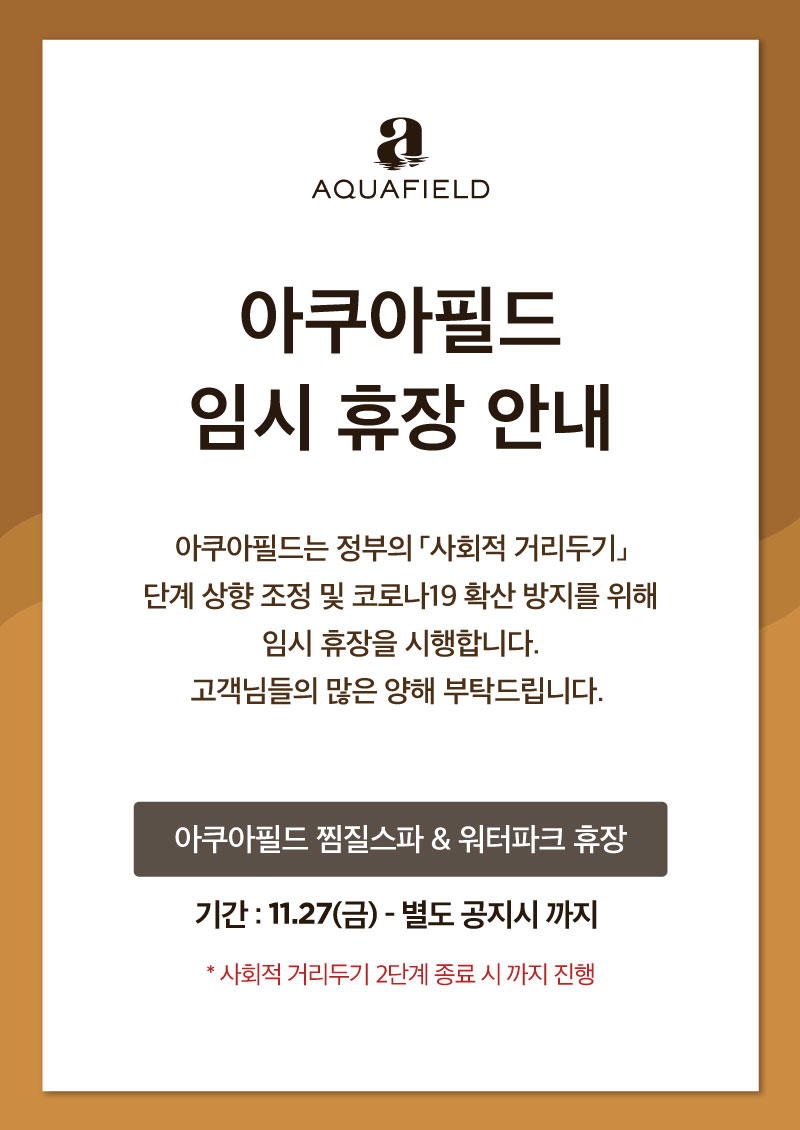 a
AQUAFIELD
아쿠아필드
임시 휴장 안내
아쿠아필드는 정부의 「사회적 거리두기」
단계 상향 조정 및 코로나19 확산 방지를 위해
임시 휴장을 시행합니다.
고객님들의 많은 양해 부탁드립니다.
아쿠아필드 찜질스파 & 워터파크 휴장
기간 : 11.27(금) - 별도 공지시 까지
* 사회적 거리두기 2단계 종료 시 까지 진행